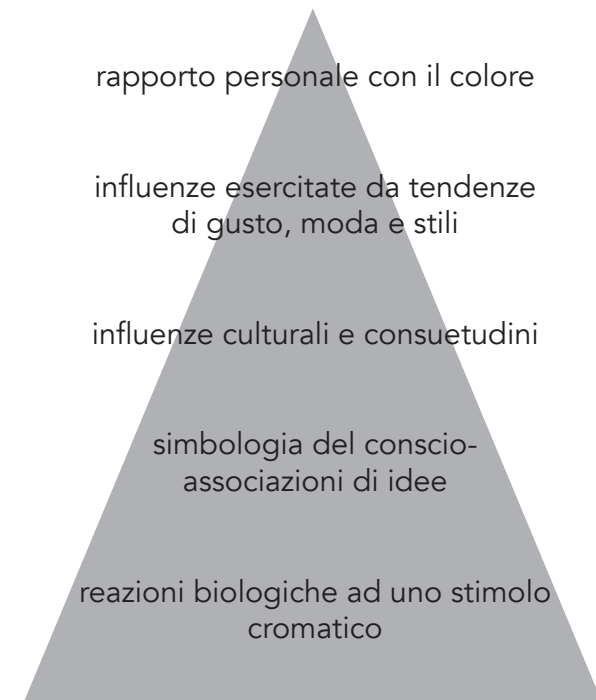 rapporto personale con il colore
influenze esercitate da tendenze
di gusto, moda e stili
influenze culturali e consuetudini
simbologia del conscio-
associazioni di idee
reazioni biologiche ad uno stimolo
cromatico